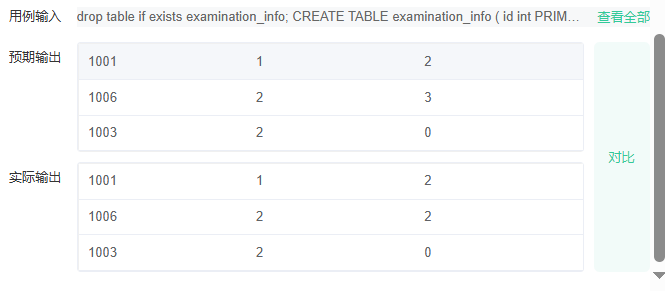 用例输入 drop table if exists examination_info; CREATE TABLE examination_info ( id int PRIM... 查看全部
预期输出 1001 1 2
1006 2 3
1003 2 0
对比
实际输出 1001 1 2
1006 2 2
1003 2 0